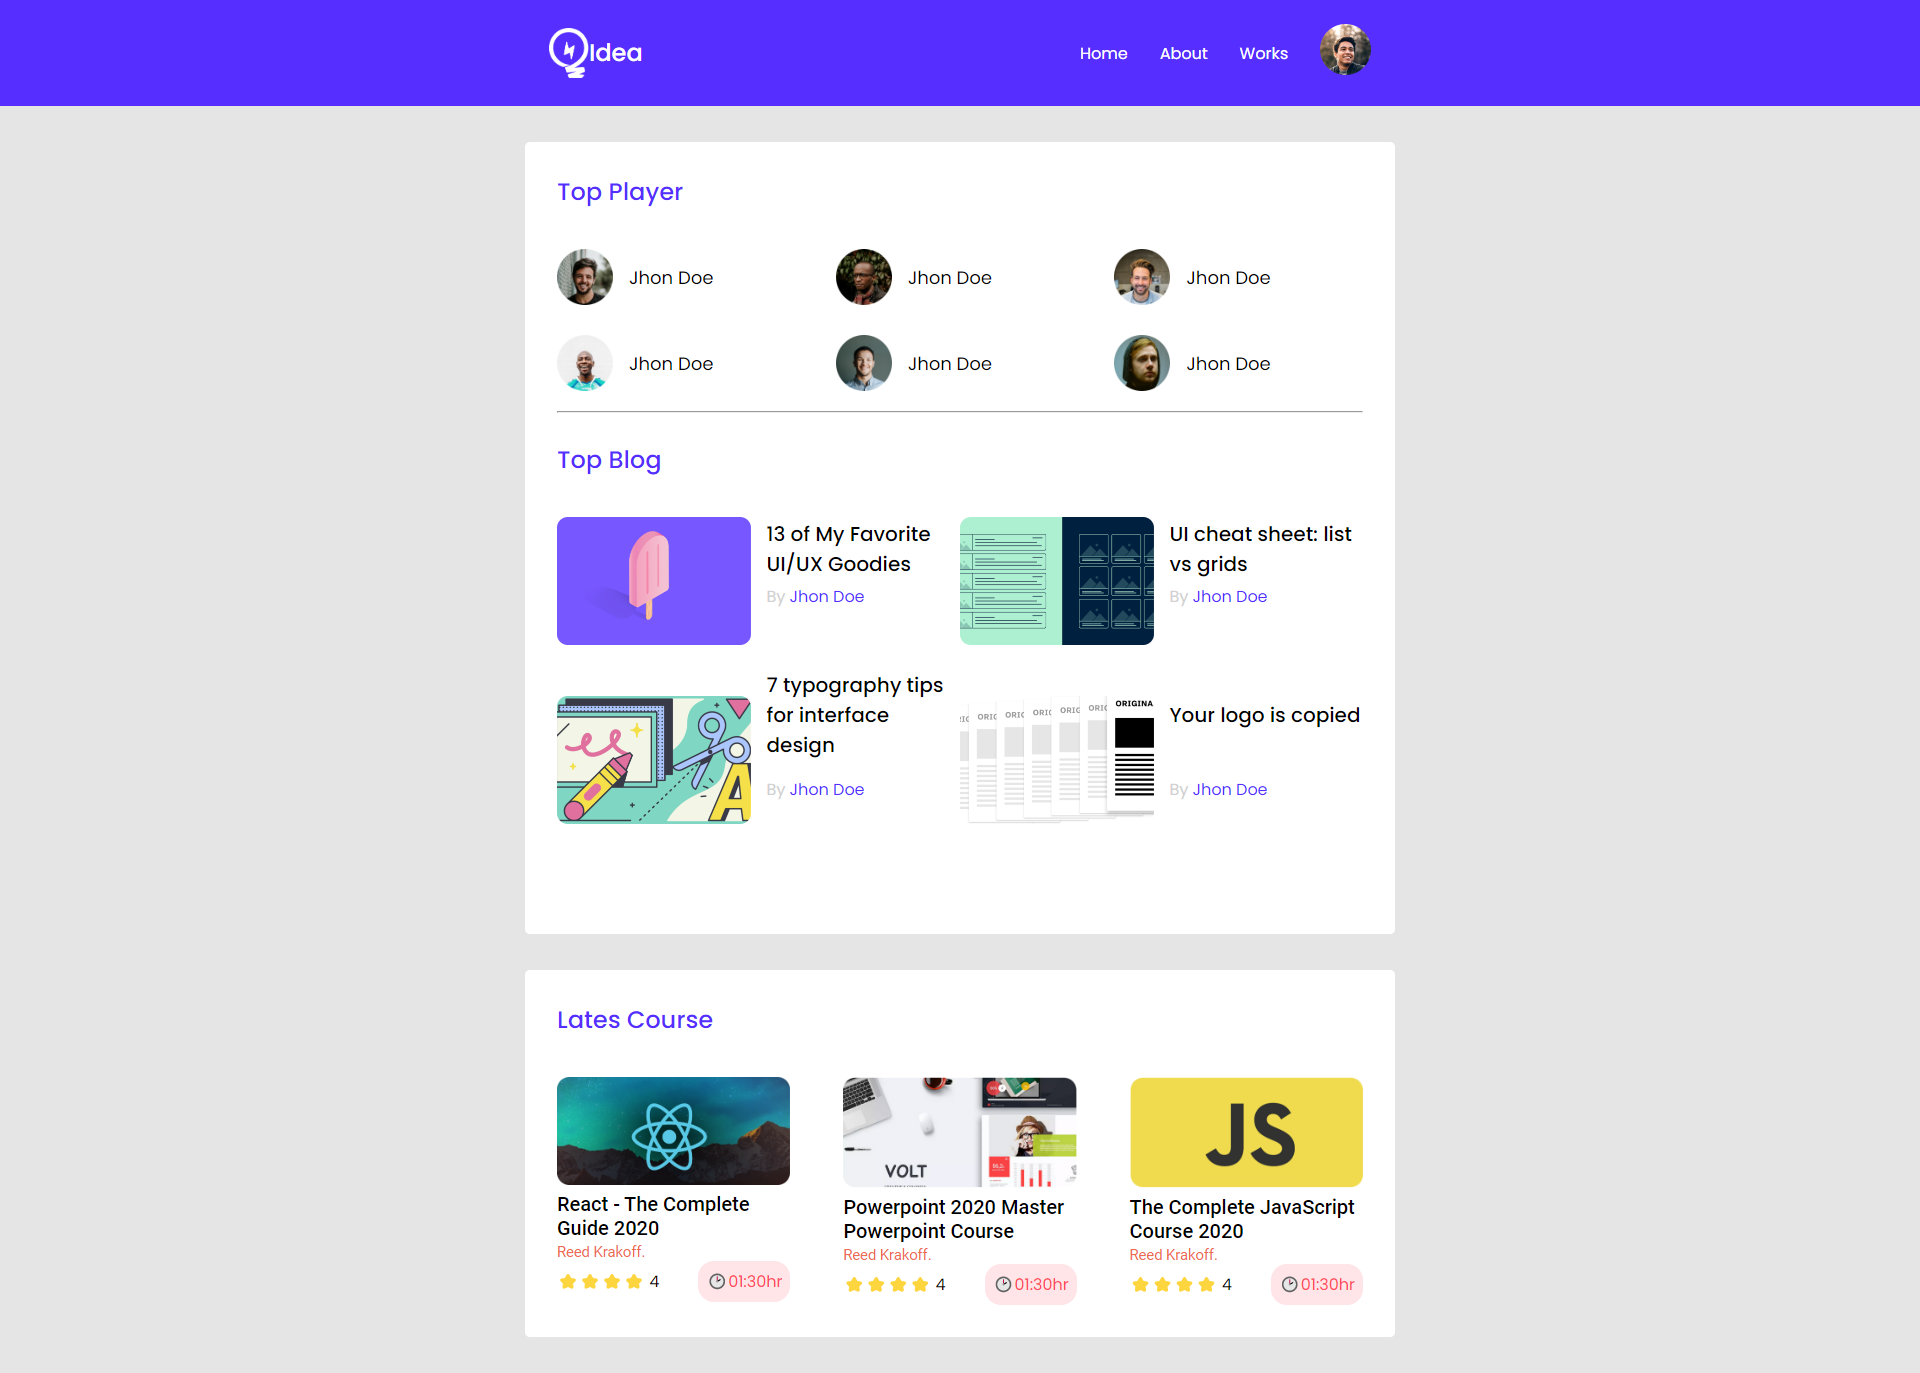 Idea
Home About Works
Top Player
Jhon Doe Jhon Doe Jhon Doe
Jhon Doe Jhon Doe Jhon Doe
Top Blog
13 of My Favorite
UI/UX Goodies
By Jhon Doe
UI cheat sheet: list
vs grids
By Jhon Doe
7 typography tips
for interface
design
By Jhon Doe
ORIGINA
Your logo is copied
By Jhon Doe
Lates Course
React - The Complete
Guide 2020
Reed Krakoff.
4 01:30hr
VOLT
Powerpoint 2020 Master
Powerpoint Course
Reed Krakoff.
4 01:30hr
JS
The Complete JavaScript
Course 2020
Reed Krakoff.
4 01:30hr